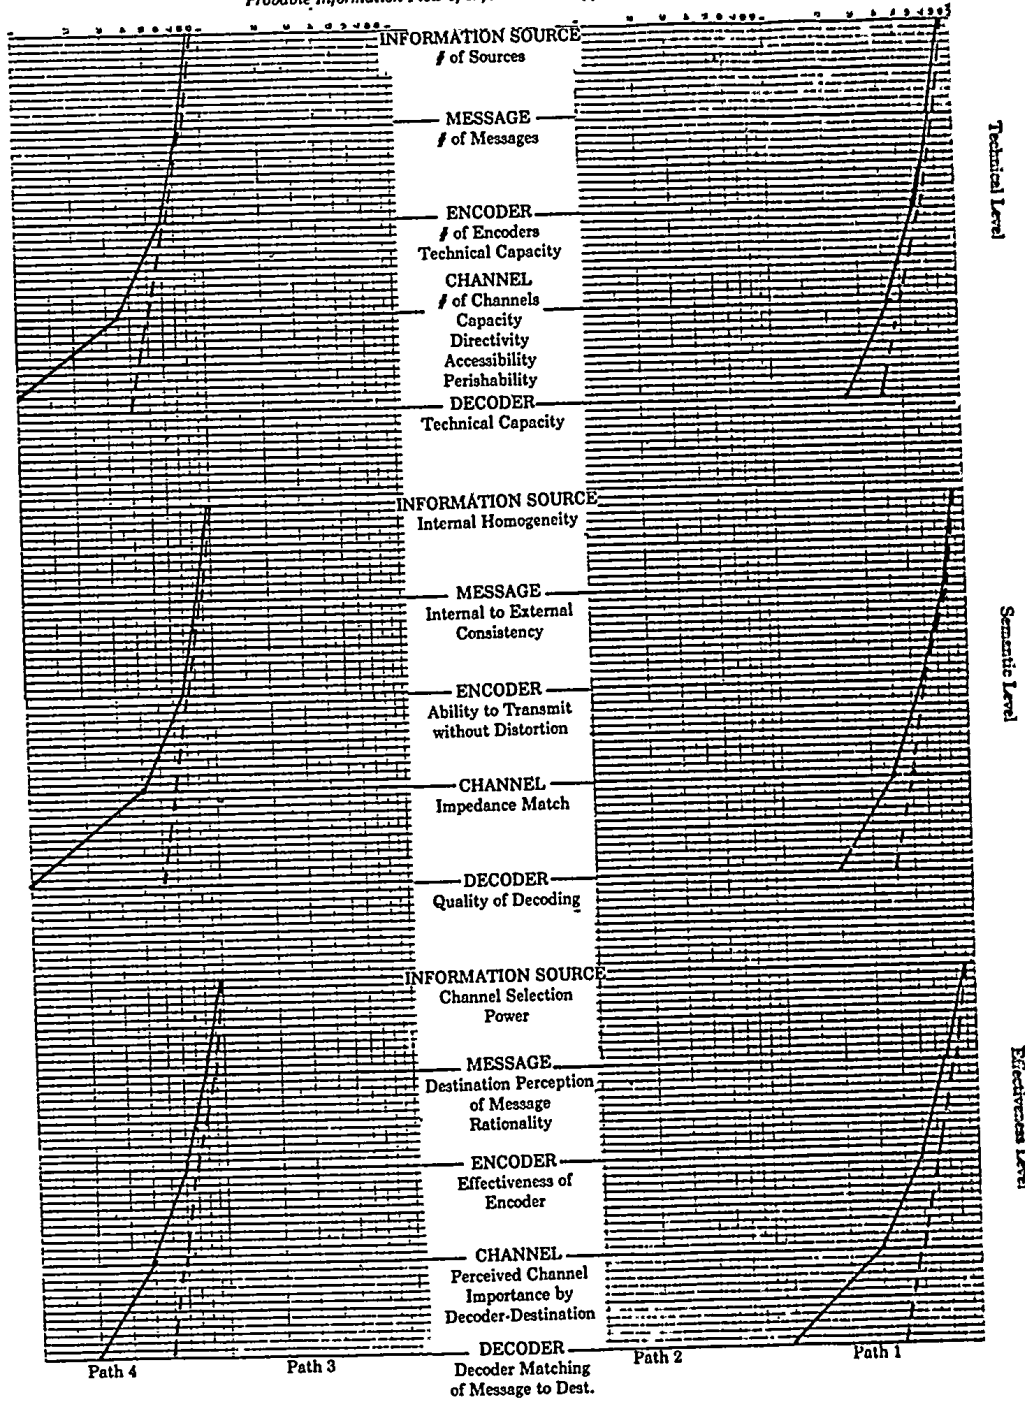 INFORMATION SOURCE
# of Sources
MESSAGE
# of Messages
ENCODER
# of Encoders
Technical Capacity
CHANNEL
# of Channels
Capacity
Directivity
Accessibility
Perishability
DECODER
Technical Capacity
Technical Level
INFORMATION SOURCE
Internal Homogeneity
MESSAGE
Internal to External
Consistency
ENCODER
Ability to Transmit
without Distortion
CHANNEL
Impedance Match
DECODER
Quality of Decoding
Semantic Level
INFORMATION SOURCE
Channel Selection
Power
MESSAGE
Destination Perception
of Message
Rationality
ENCODER
Effectiveness of
Encoder
CHANNEL
Perceived Channel
Importance by
Decoder-Destination
DECODER
Decoder Matching
of Message to Dest.
Effectiveness Level
Path 4
Path 3
Path 2
Path 1